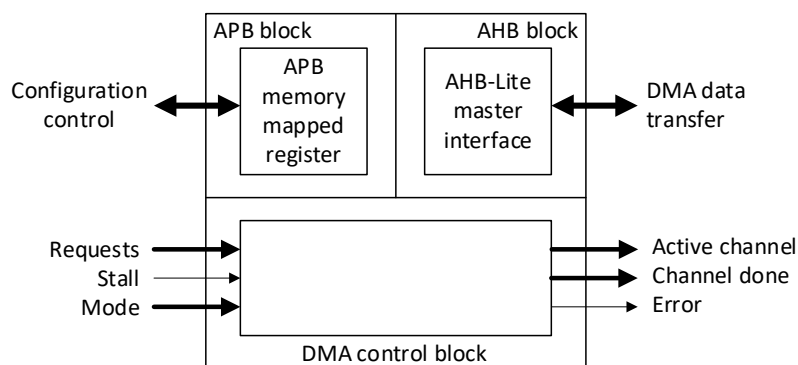 APB block
AHB block
APB
memory
mapped
register
AHB-Lite
master
interface
Configuration
control
DMA data
transfer
Requests
Stall
Mode
Active channel
Channel done
Error
DMA control block